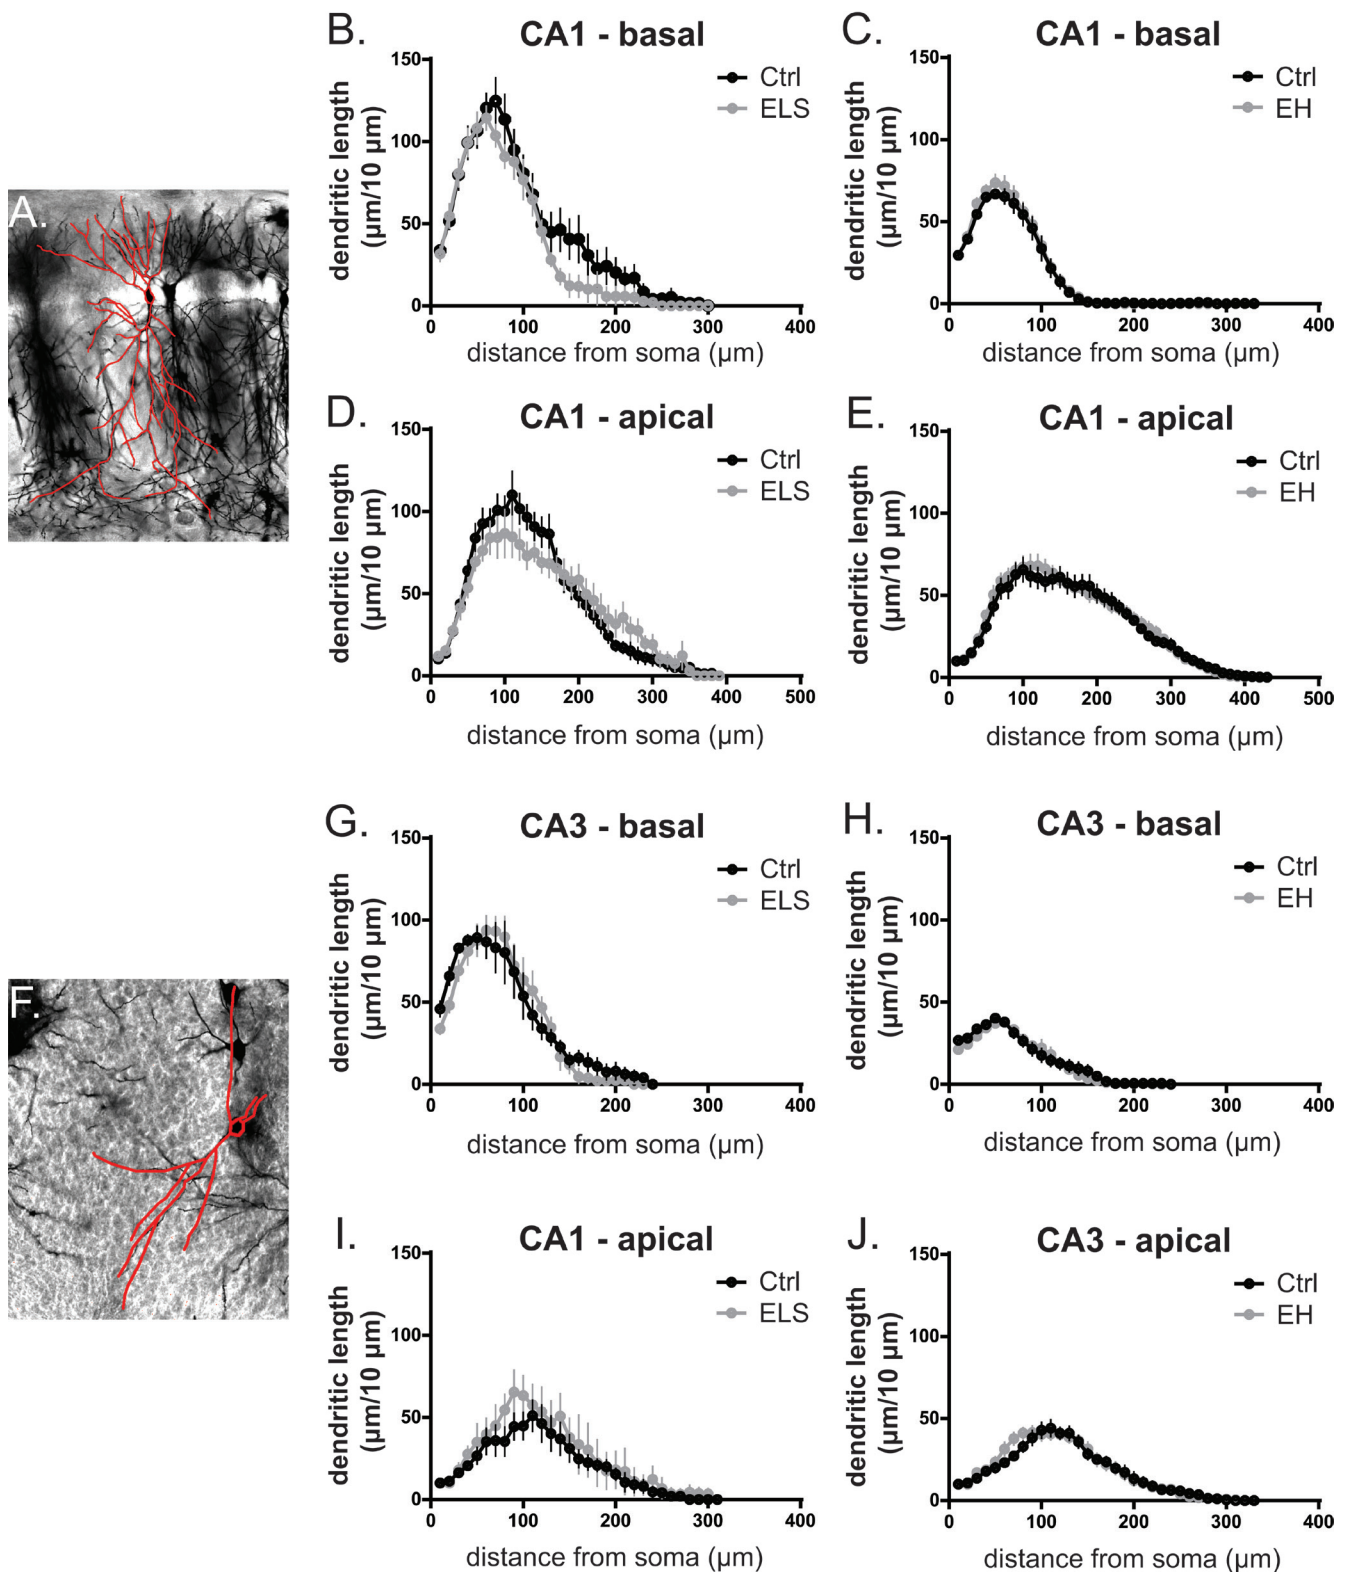 A.
B.
CA1 - basal
dendritic length
(µm/10 µm)
150
100
50
0
Ctrl
ELS
0 100 200 300 400
distance from soma (µm)
C.
CA1 - basal
dendritic length
(µm/10 µm)
150
100
50
0
Ctrl
EH
0 100 200 300 400
distance from soma (µm)
D.
CA1 - apical
dendritic length
(µm/10 µm)
150
100
50
0
Ctrl
ELS
0 100 200 300 400 500
distance from soma (µm)
E.
CA1 - apical
dendritic length
(µm/10 µm)
150
100
50
0
Ctrl
EH
0 100 200 300 400 500
distance from soma (µm)
F.
G.
CA3 - basal
dendritic length
(µm/10 µm)
150
100
50
0
Ctrl
ELS
0 100 200 300 400
distance from soma (µm)
H.
CA3 - basal
dendritic length
(µm/10 µm)
150
100
50
0
Ctrl
EH
0 100 200 300 400
distance from soma (µm)
I.
CA1 - apical
dendritic length
(µm/10 µm)
150
100
50
0
Ctrl
ELS
0 100 200 300 400
distance from soma (µm)
J.
CA3 - apical
dendritic length
(µm/10 µm)
150
100
50
0
Ctrl
EH
0 100 200 300 400
distance from soma (µm)